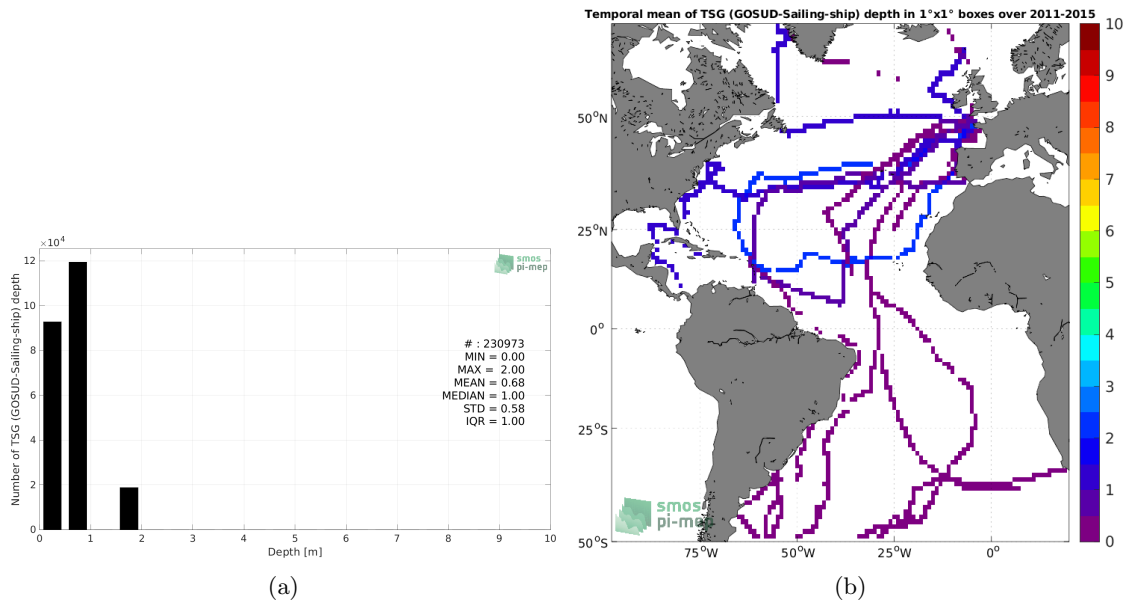 ×10⁴
12
10
8
6
4
2
0
0 1 2 3 4 5 6 7 8 9 10
Number of TSG (GOSUD-Sailing-ship) depth
Depth [m]
smos
pi-mep
# : 230973
MIN = 0.00
MAX = 2.00
MEAN = 0.68
MEDIAN = 1.00
STD = 0.58
IQR = 1.00
(a)
Temporal mean of TSG (GOSUD-Sailing-ship) depth in 1°x1° boxes over 2011-2015
50°N
25°N
0°
25°S
50°S
75°W 50°W 25°W 0°
smos
pi-mep
10
9
8
7
6
5
4
3
2
1
0
(b)